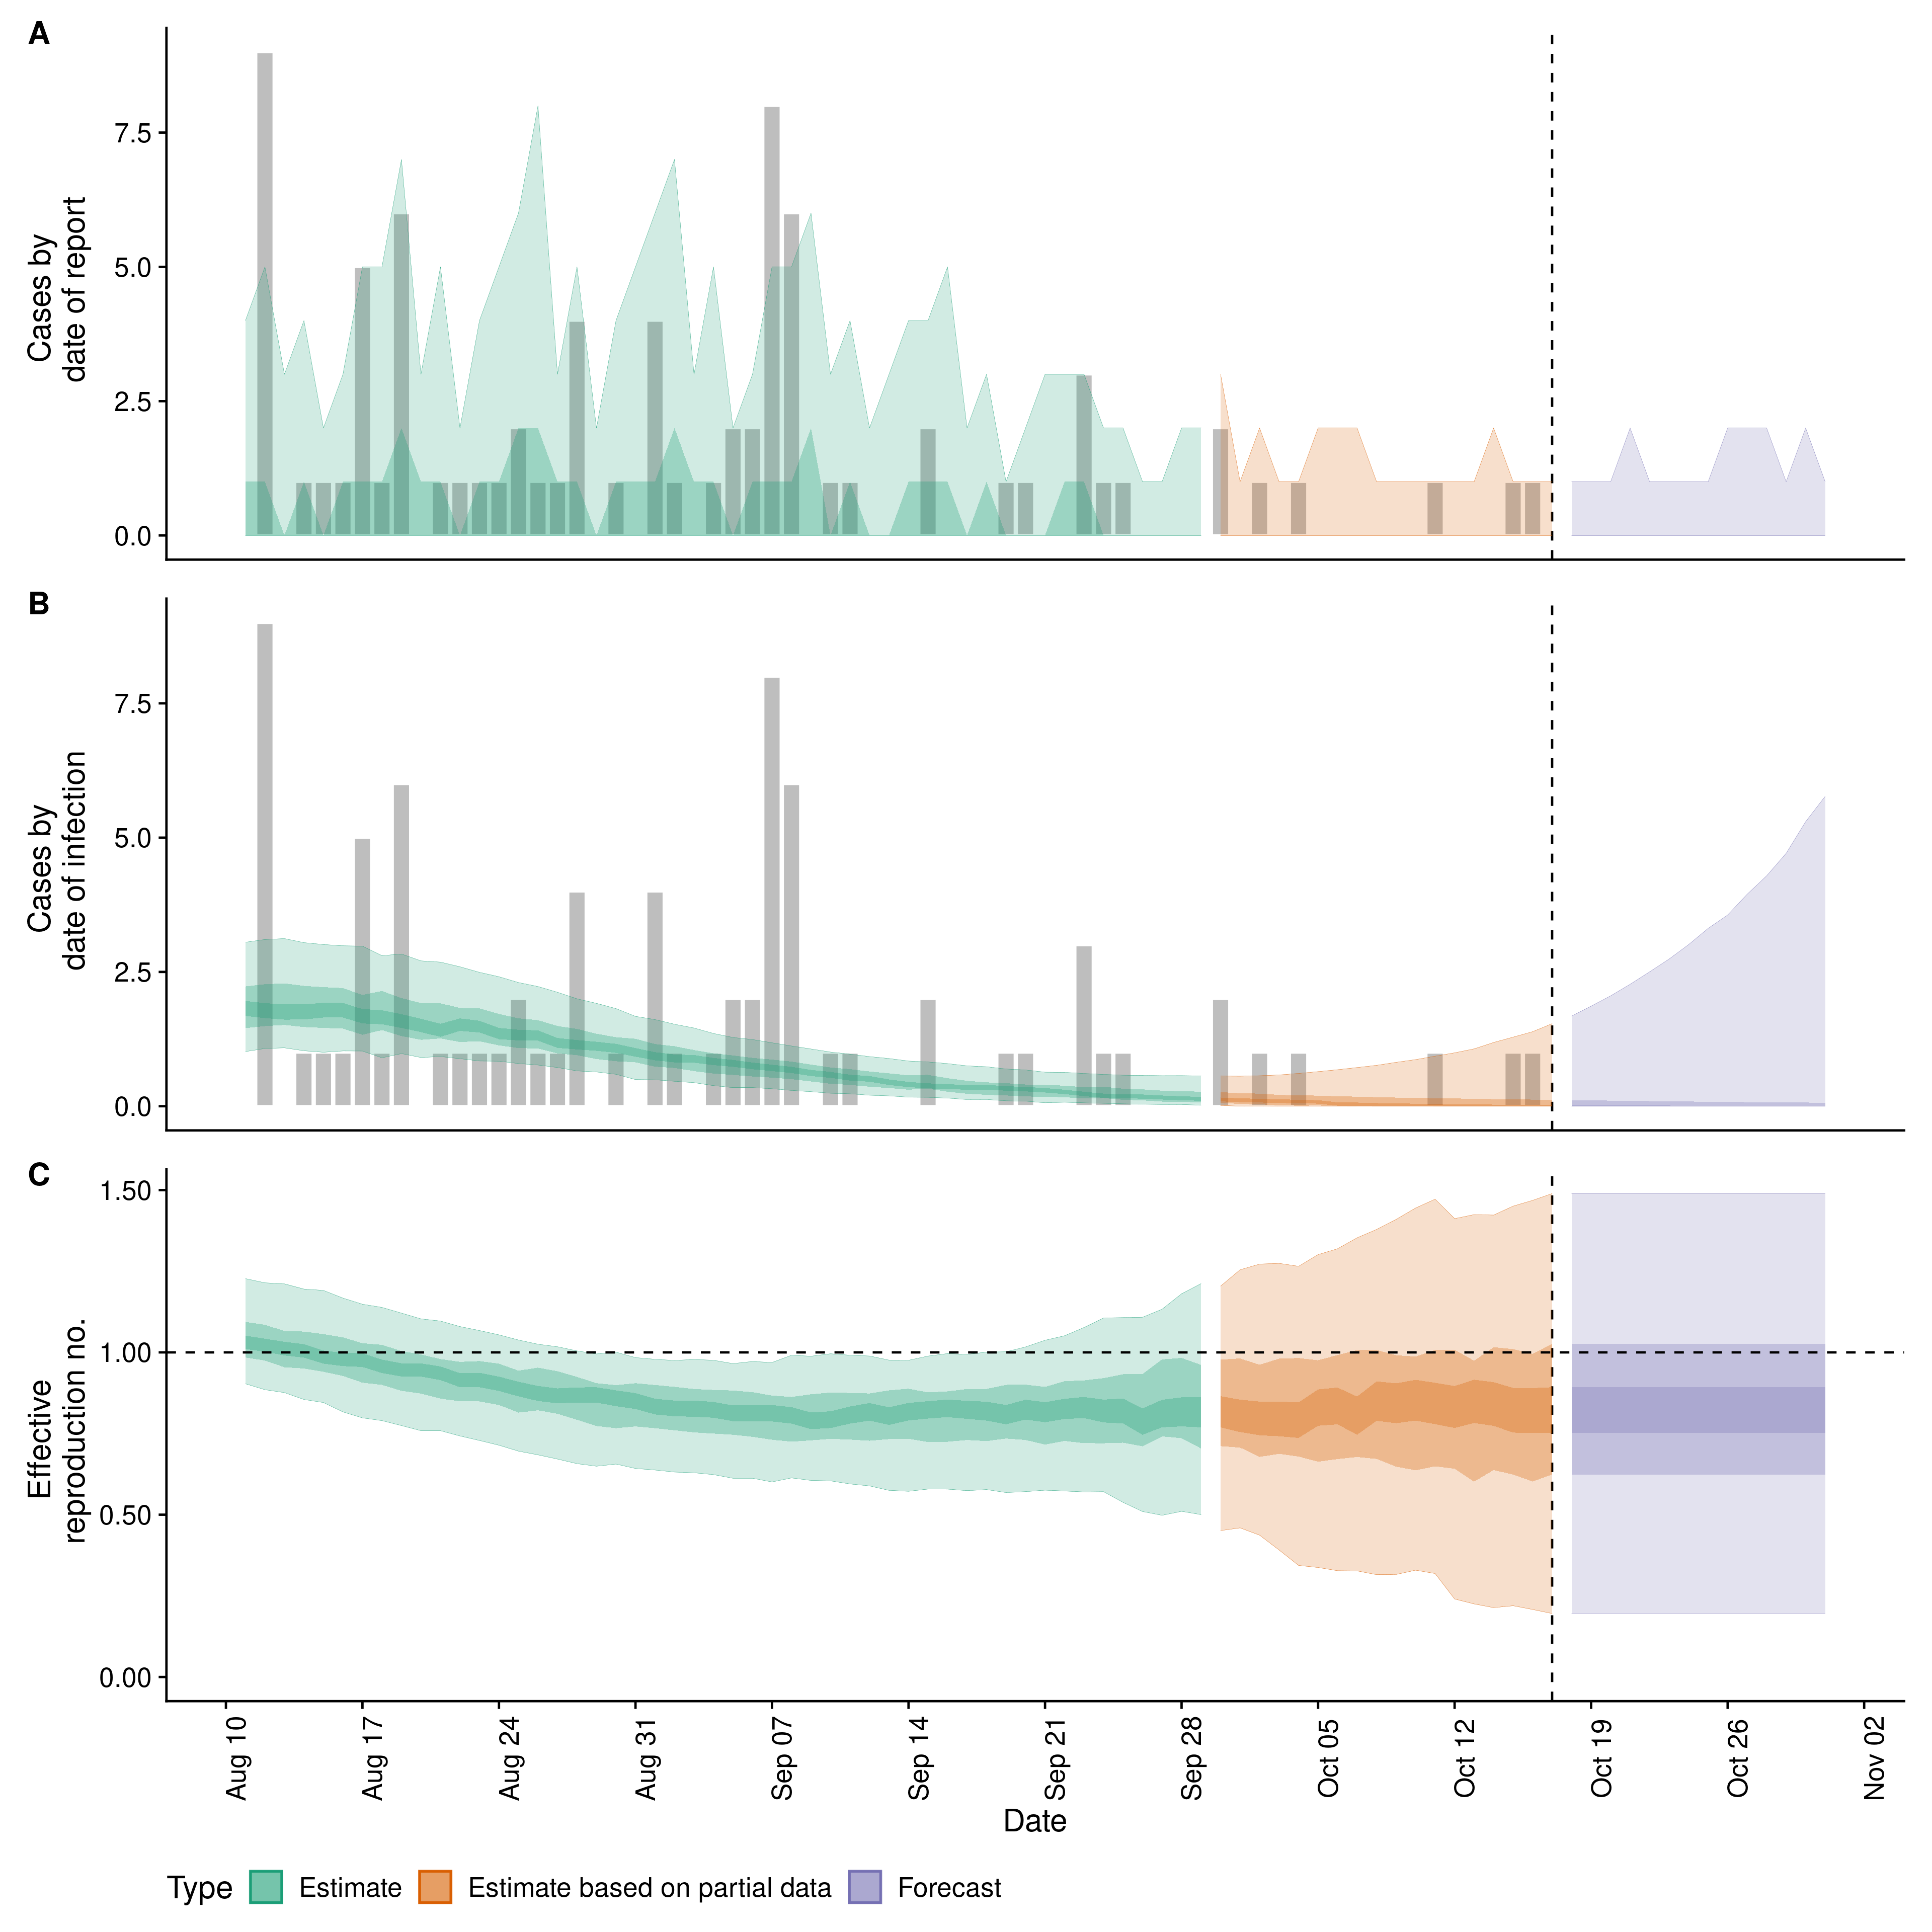 A
Cases by
date of report
7.5
5.0
2.5
0.0
B
Cases by
date of infection
7.5
5.0
2.5
0.0
C
Effective
reproduction no.
1.50
1.00
0.50
0.00
Aug 10
Aug 17
Aug 24
Aug 31
Sep 07
Sep 14
Sep 21
Sep 28
Oct 05
Oct 12
Oct 19
Oct 26
Nov 02
Date
Type Estimate Estimate based on partial data Forecast